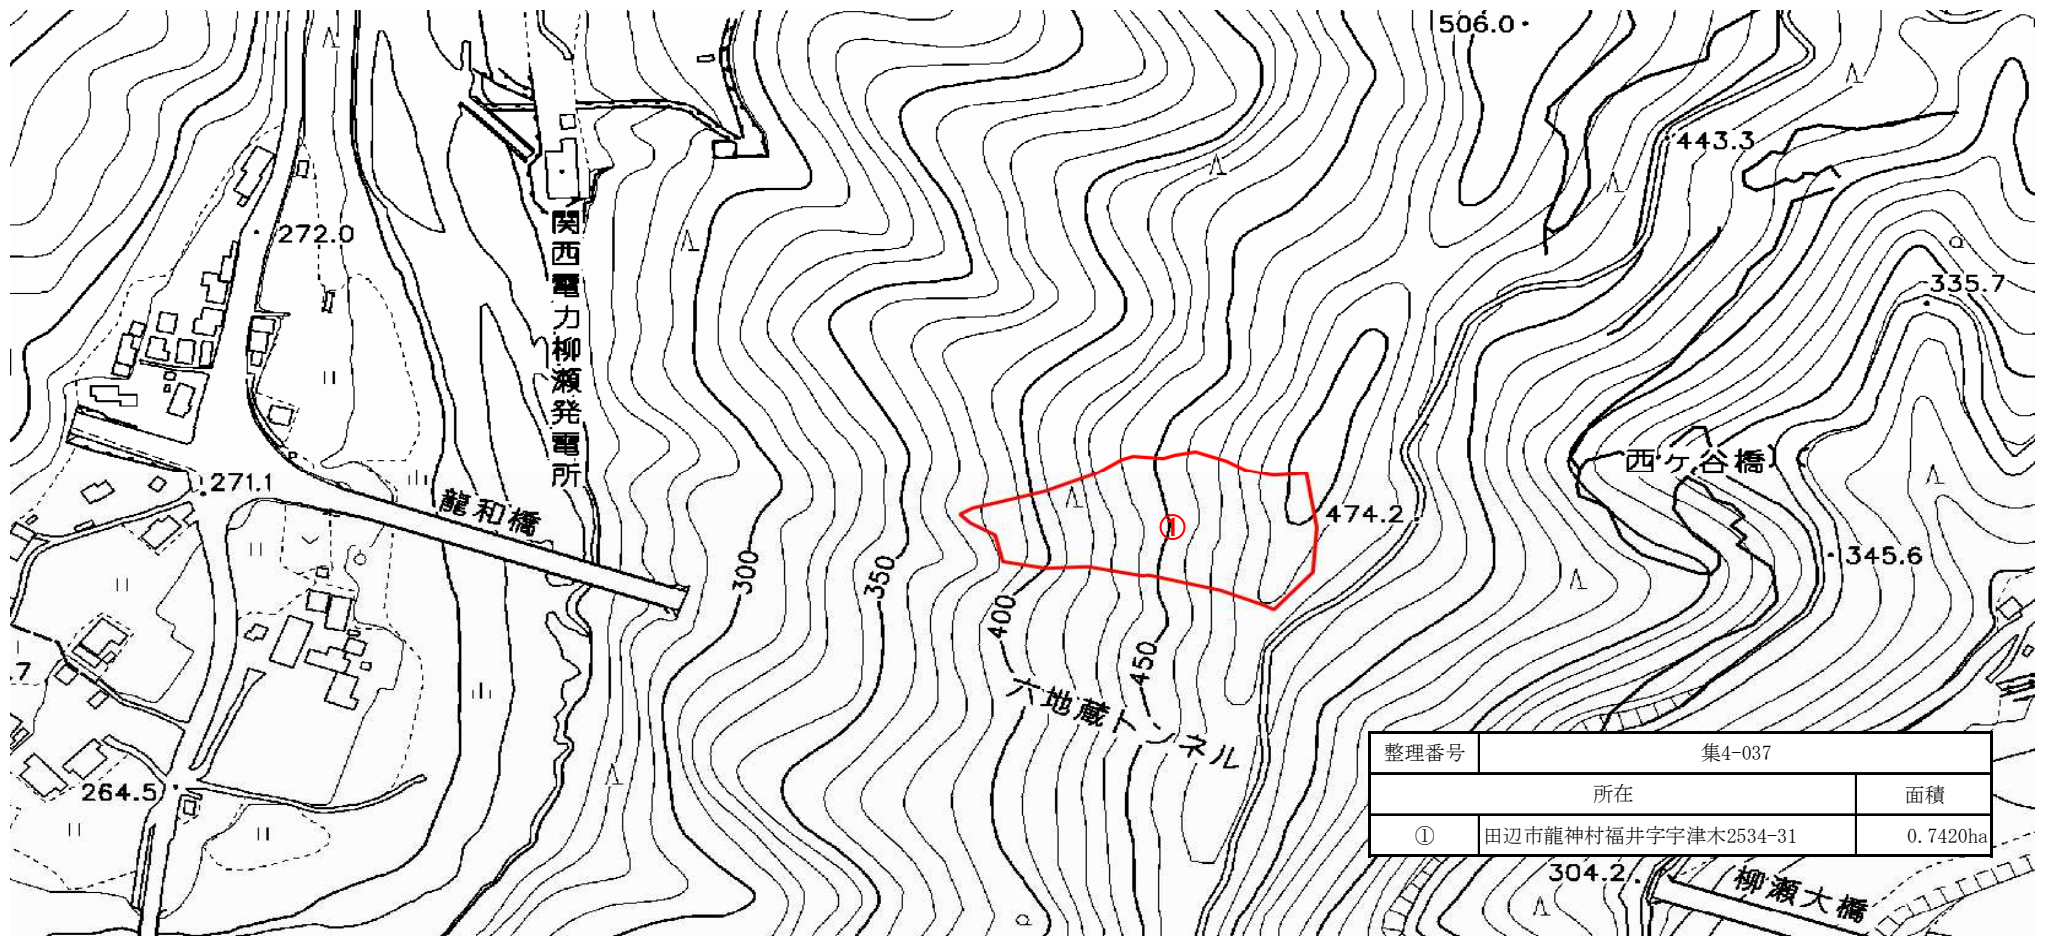 506.0
443.3
272.0
関西電力柳瀬発電所
335.7
西ヶ谷橋
271.1
龍和橋
474.2
①
345.6
300
350
400
450
.7
六地蔵トンネル
264.5
整理番号 集4-037
所在 面積
① 田辺市龍神村福井字宇津木2534-31 0.7420ha
304.2
柳瀬大橋